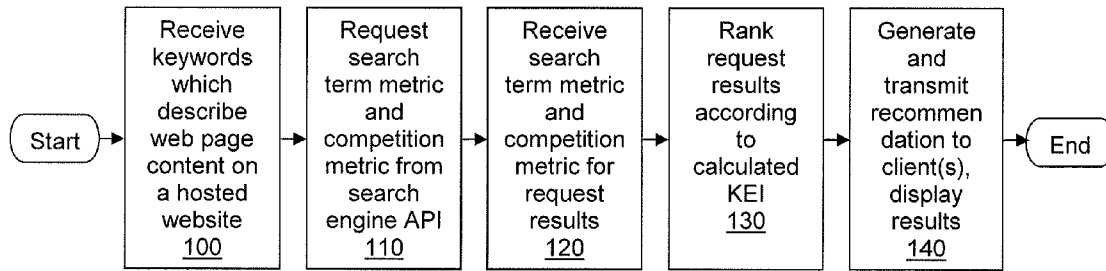 Start
Receive
keywords
which
describe
web page
content on
a hosted
website
100
Request
search
term metric
and
competition
metric from
search
engine API
110
Receive
search
term metric
and
competition
metric for
request
results
120
Rank
request
results
according
to
calculated
KEI
130
Generate
and
transmit
recommen
dation to
client(s),
display
results
140
End